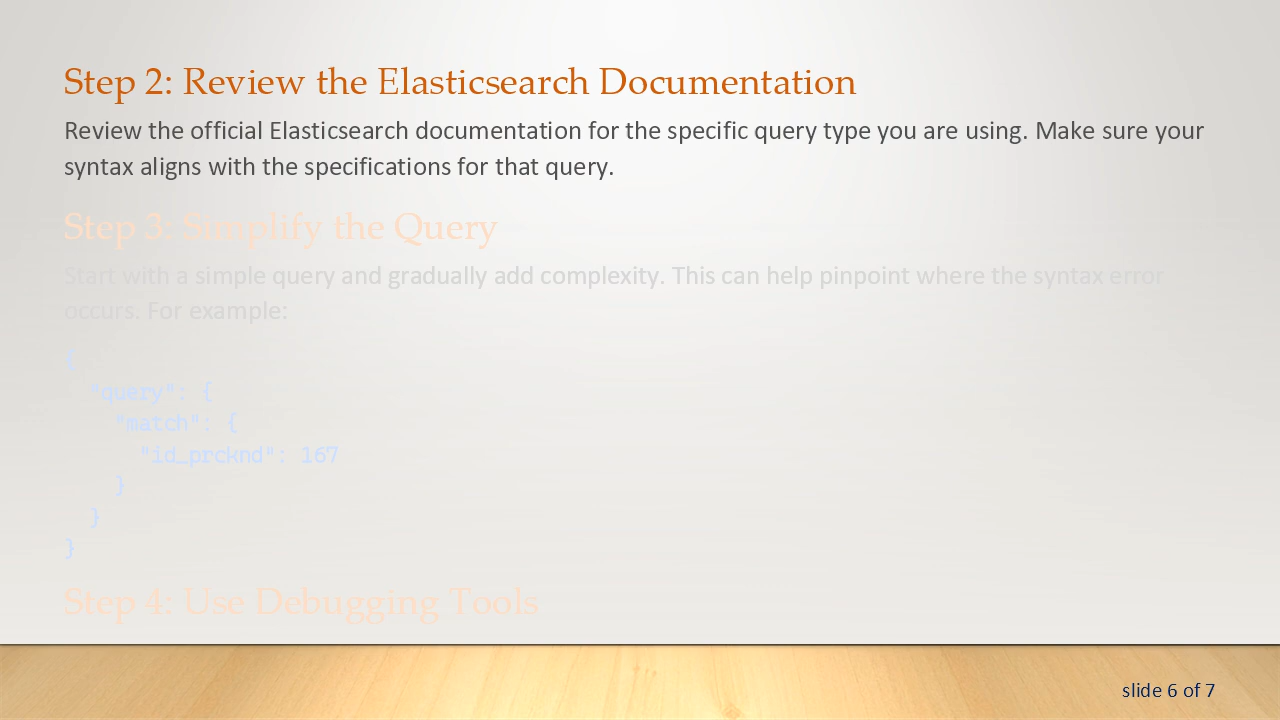 Step 2: Review the Elasticsearch Documentation
Review the official Elasticsearch documentation for the specific query type you are using. Make sure your
syntax aligns with the specifications for that query.
Step 3: Simplify the Query
Start with a simple query and gradually add complexity. This can help pinpoint where the syntax error
occurs. For example:
{
  "query": {
    "match": {
      "id_prcknd": 167
    }
  }
}
Step 4: Use Debugging Tools
slide 6 of 7